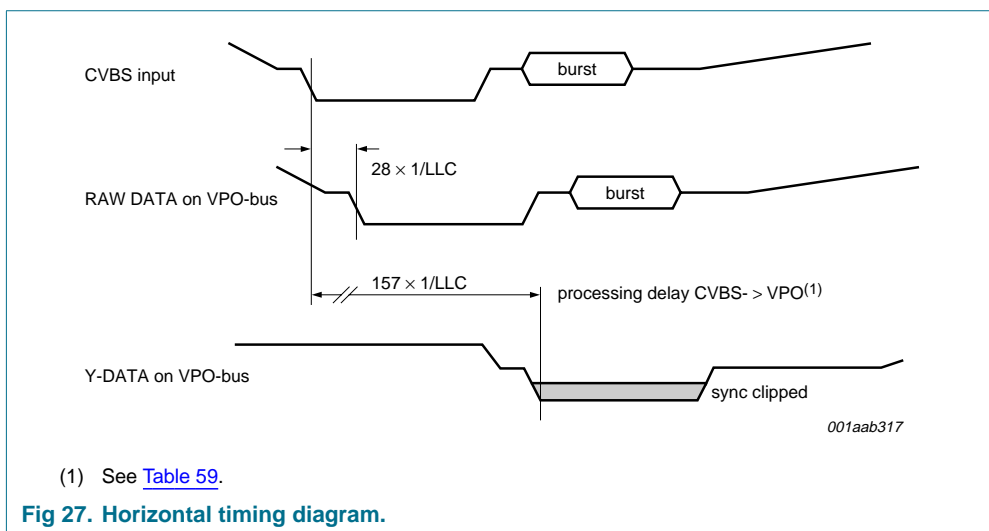 CVBS input
burst
28 × 1/LLC
RAW DATA on VPO-bus
burst
157 × 1/LLC
processing delay CVBS- > VPO(1)
Y-DATA on VPO-bus
sync clipped
001aab317
(1) See Table 59.
Fig 27. Horizontal timing diagram.